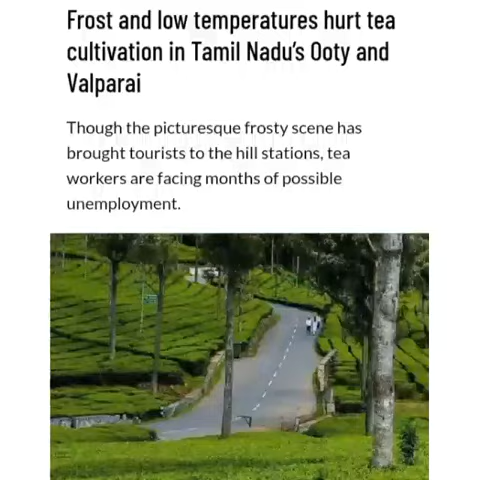 Frost and low temperatures hurt tea
cultivation in Tamil Nadu’s Ooty and
Valparai
Though the picturesque frosty scene has
brought tourists to the hill stations, tea
workers are facing months of possible
unemployment.